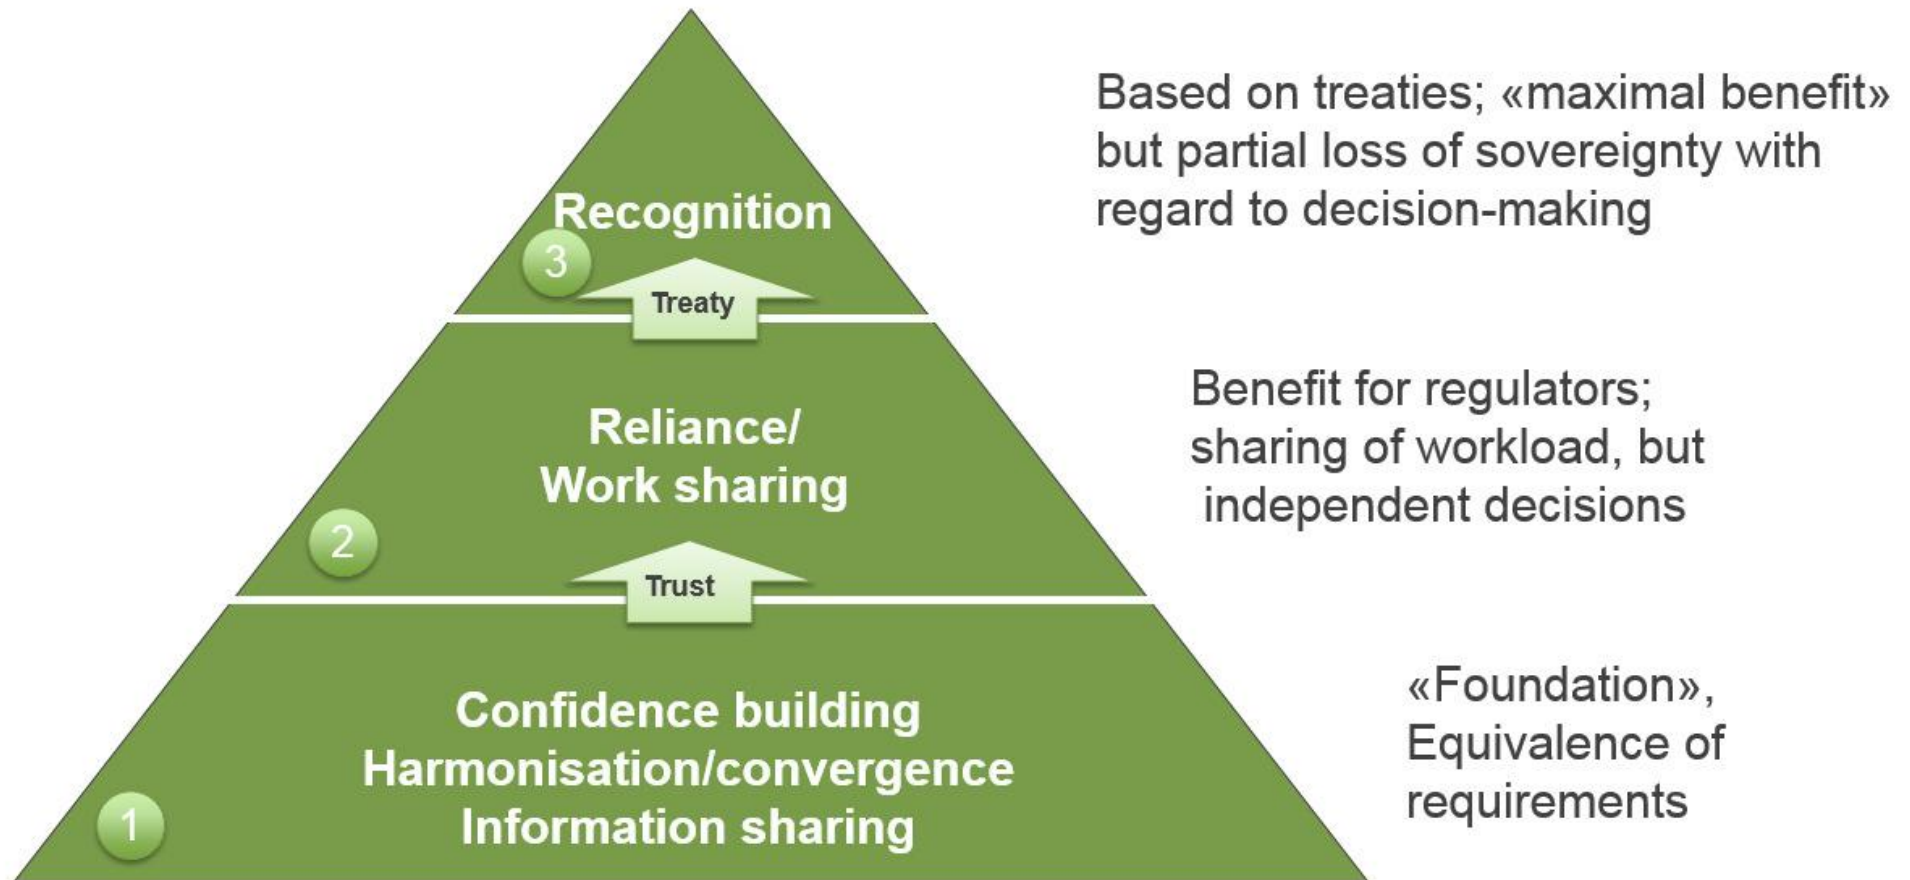 Recognition
3
Treaty
Based on treaties; «maximal benefit»
but partial loss of sovereignty with
regard to decision-making
Reliance/
Work sharing
2
Trust
Benefit for regulators;
sharing of workload, but
independent decisions
Confidence building
Harmonisation/convergence
Information sharing
1
«Foundation»,
Equivalence of
requirements